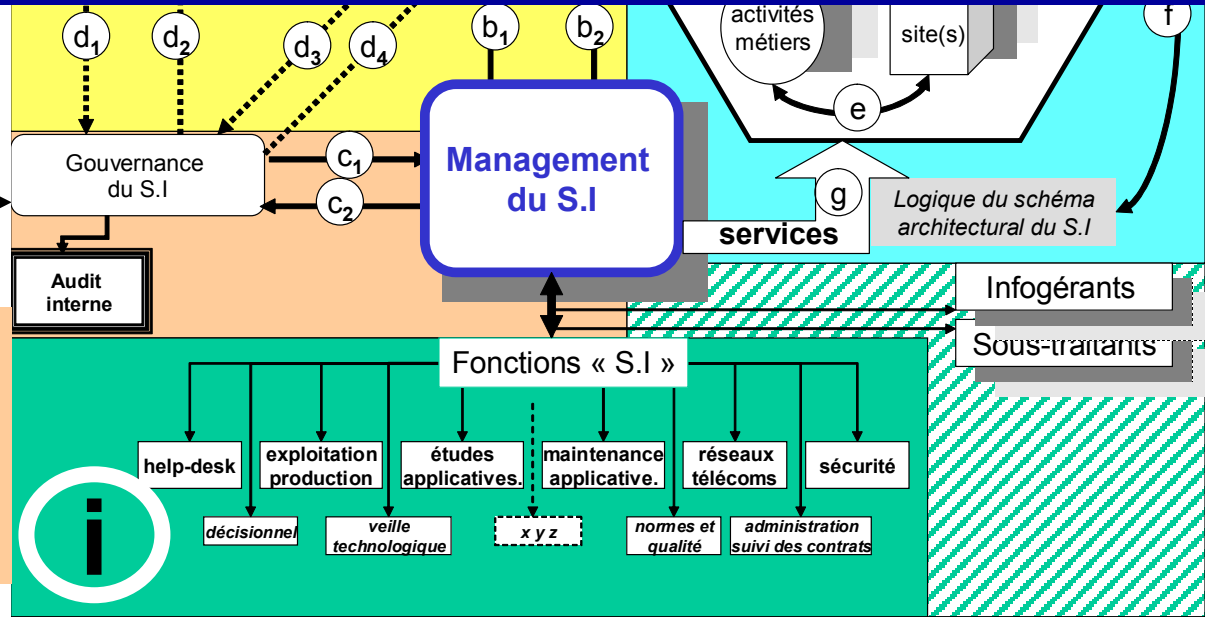 activités
métiers
site(s)
f
d1
d2
d3
d4
b1
b2
e
Gouvernance
du S.I
c1
c2
Management
du S.I
g
services
Logique du schéma
architectural du S.I
Audit
interne
Infogérants
Sous-traitants
Fonctions « S.I »
help-desk
exploitation
production
études
applicatives.
maintenance
applicative.
réseaux
télécoms
sécurité
décisionnel
veille
technologique
x y z
normes et
qualité
administration
suivi des contrats
i